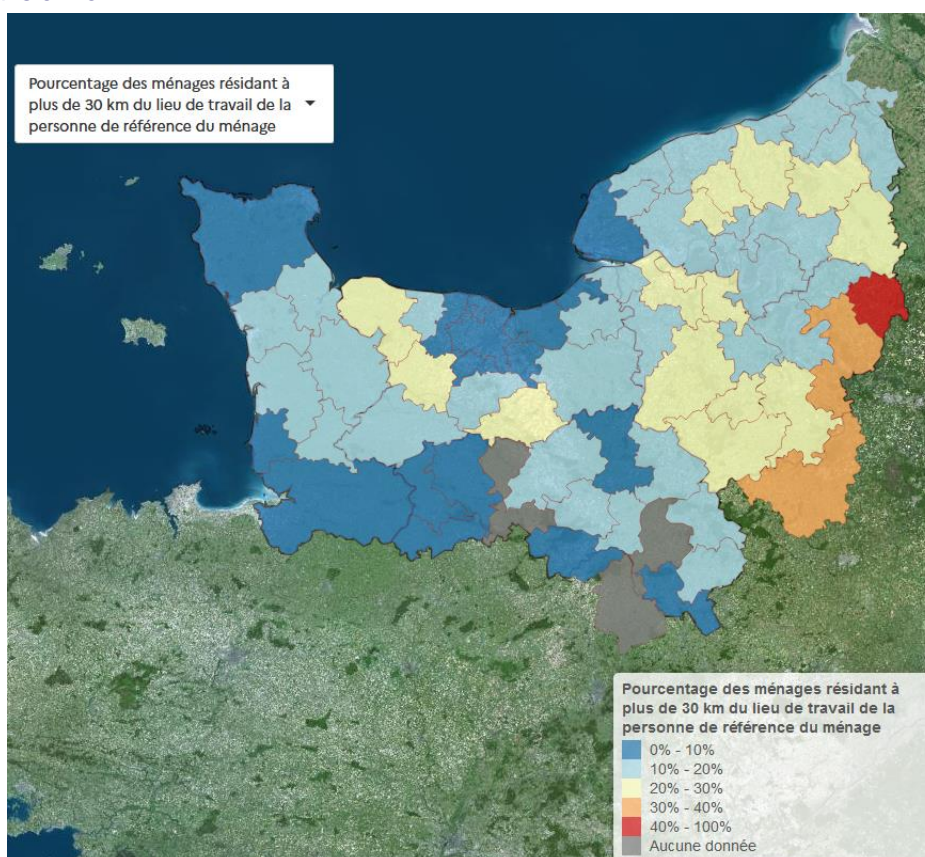 Pourcentage des ménages résidant à
plus de 30 km du lieu de travail de la
personne de référence du ménage
Pourcentage des ménages résidant à
plus de 30 km du lieu de travail de la
personne de référence du ménage
0% - 10%
10% - 20%
20% - 30%
30% - 40%
40% - 100%
Aucune donnée